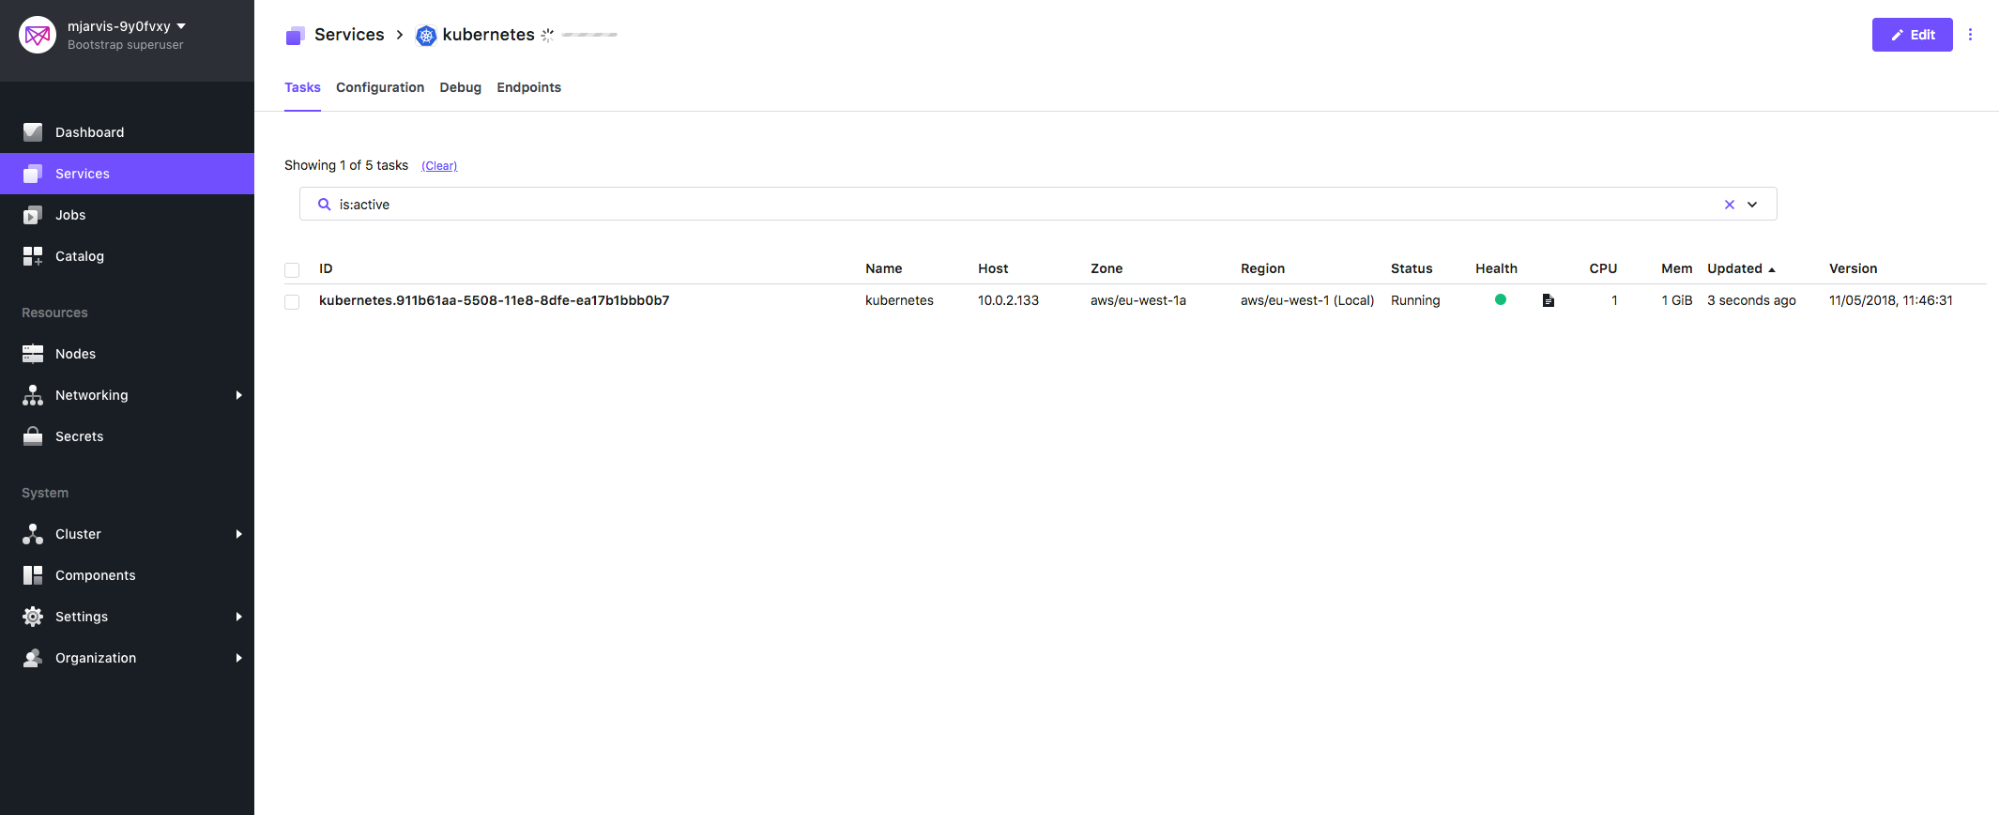 mjarvis-9y0fvxy
Bootstrap superuser
Dashboard
Services
Jobs
Catalog
Resources
Nodes
Networking
Secrets
System
Cluster
Components
Settings
Organization
Services > kubernetes
Edit
Tasks Configuration Debug Endpoints
Showing 1 of 5 tasks (Clear)
is:active
ID Name Host Zone Region Status Health CPU Mem Updated Version
kubernetes.911b61aa-5508-11e8-8dfe-ea17b1bbb0b7 kubernetes 10.0.2.133 aws/eu-west-1a aws/eu-west-1 (Local) Running 1 1 GiB 3 seconds ago 11/05/2018, 11:46:31